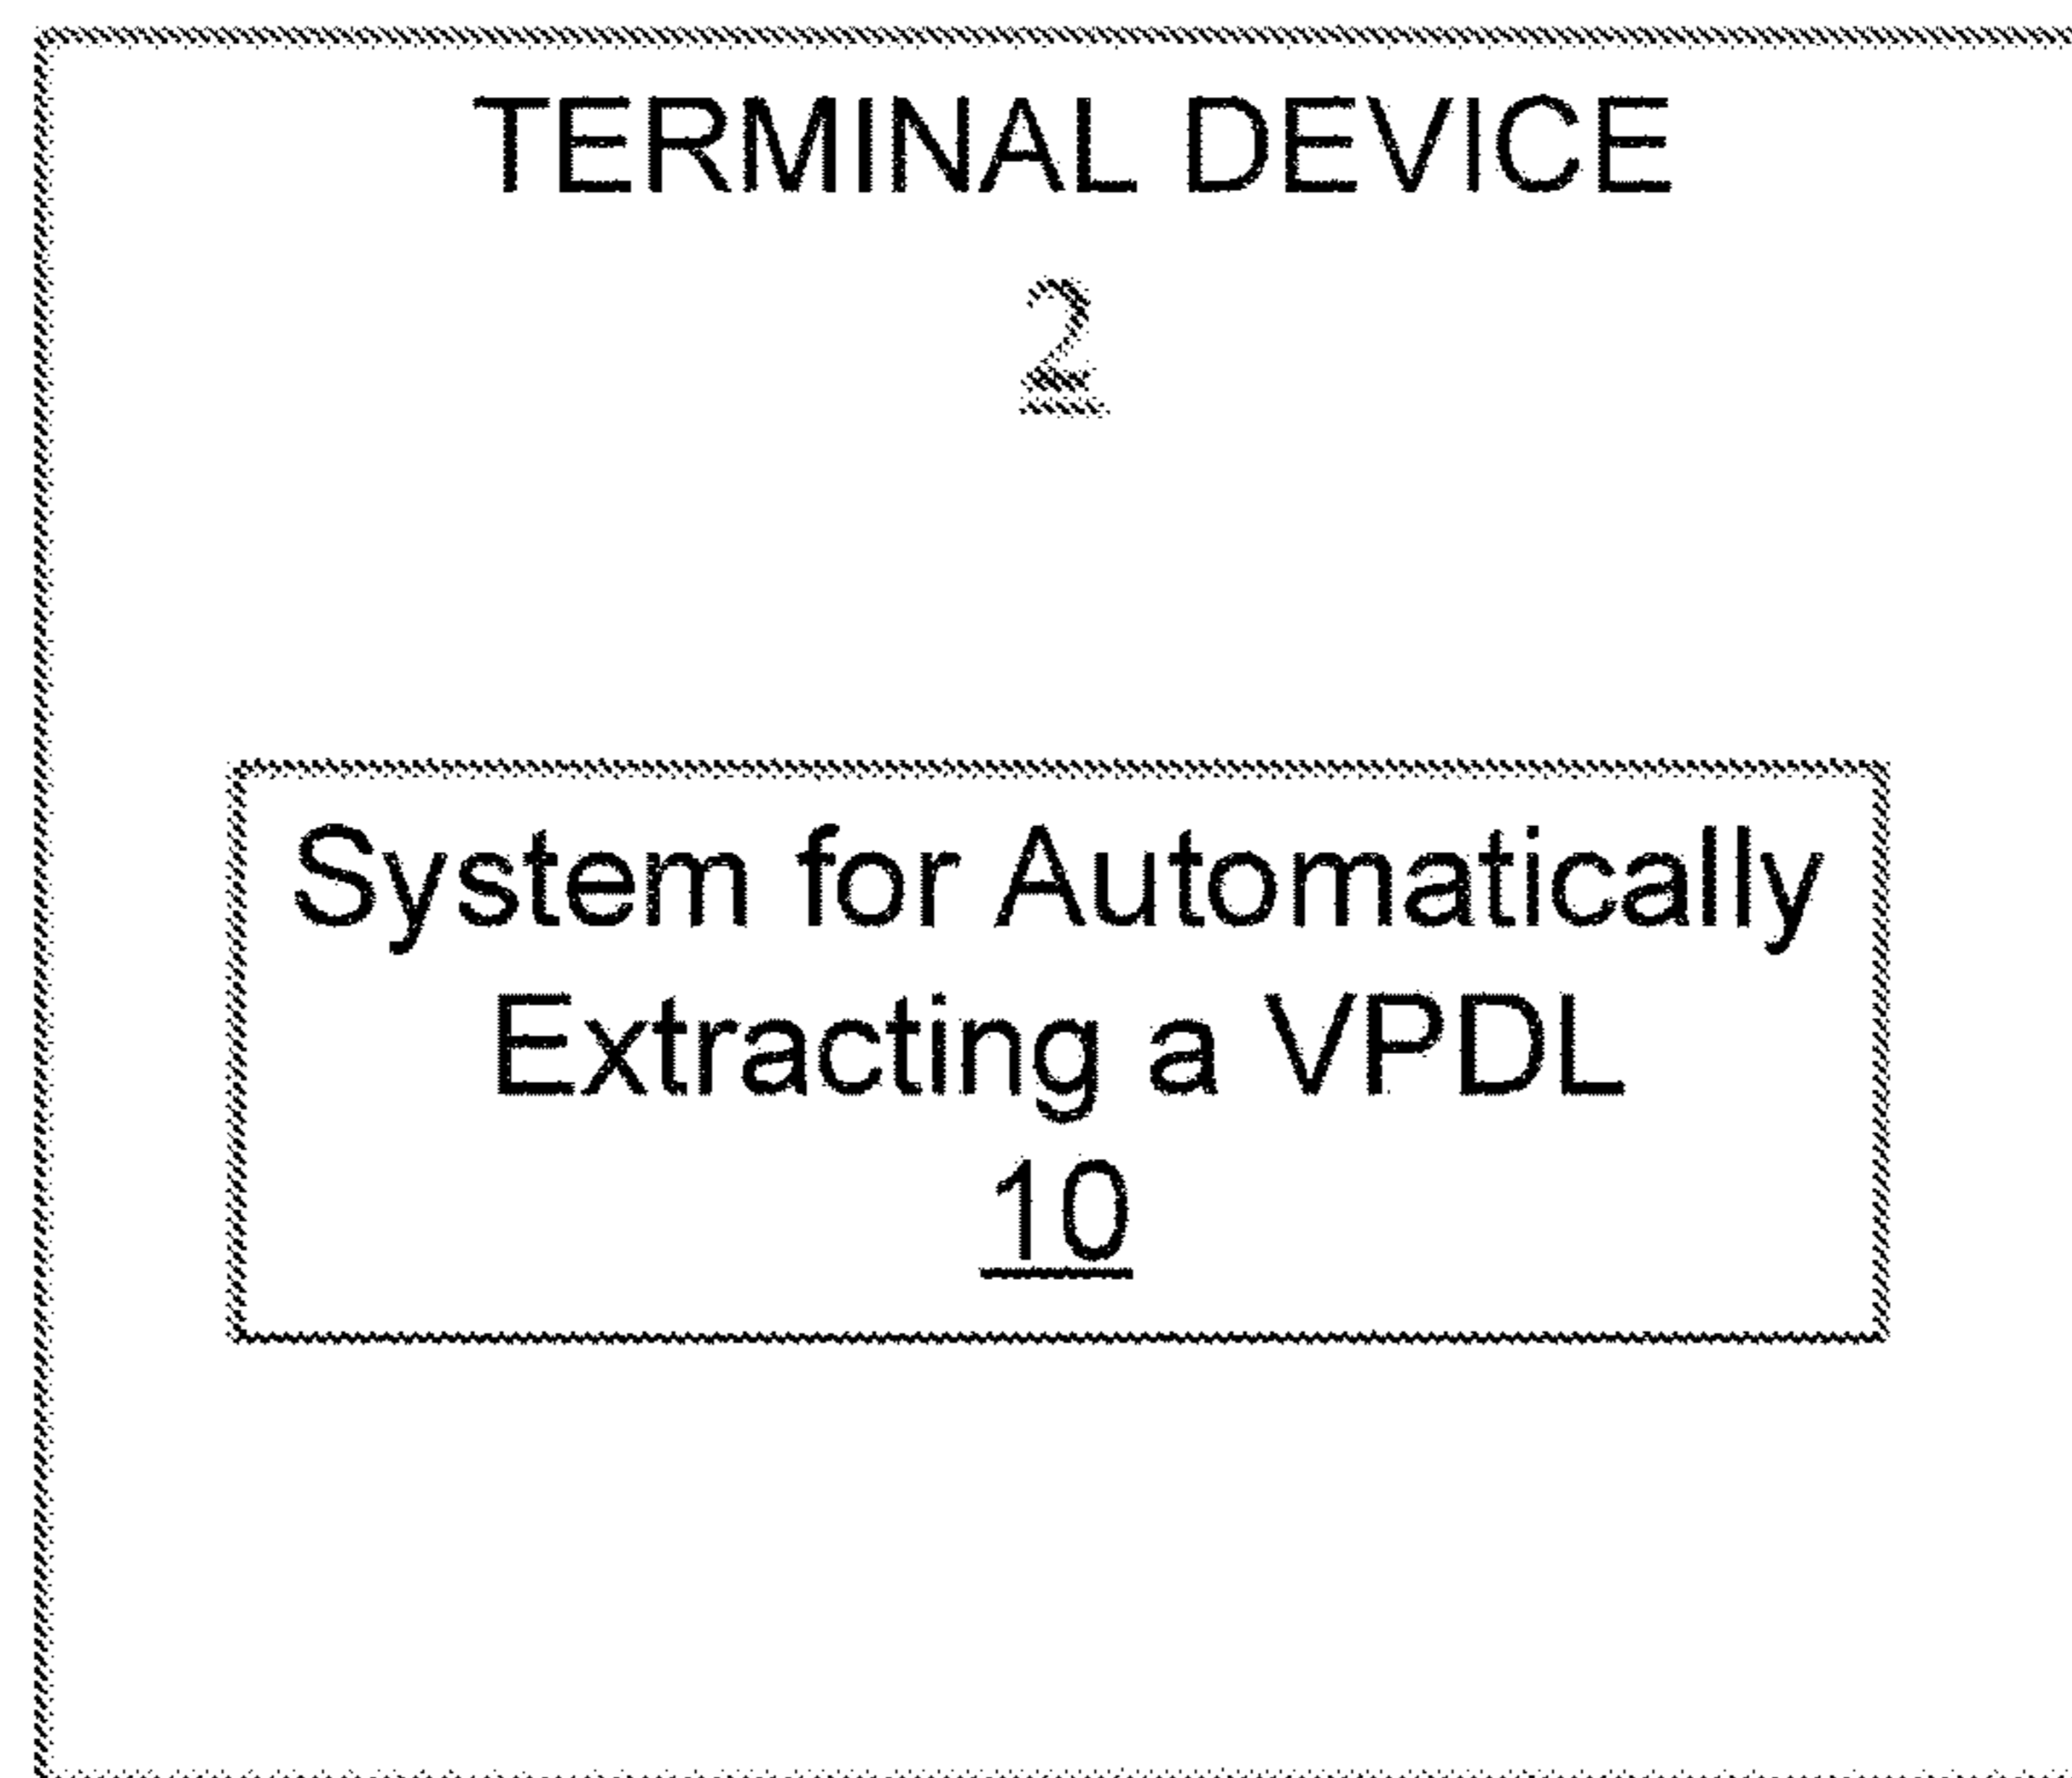 TERMINAL DEVICE
2
System for Automatically
Extracting a VPDL
10